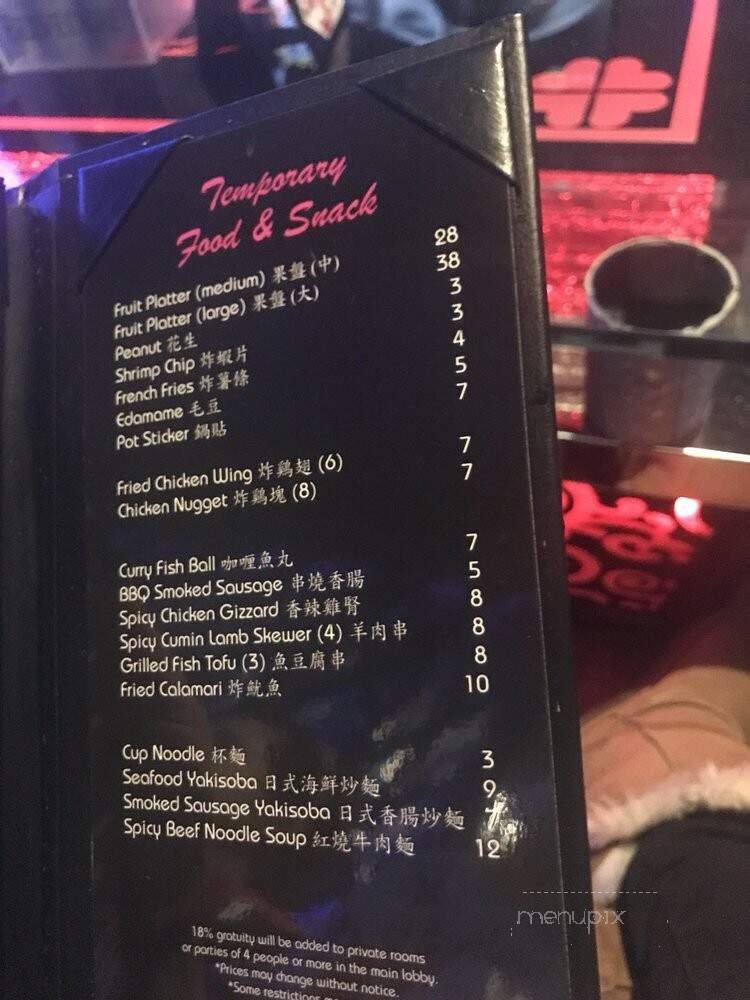 Temporary
Food & Snack
Fruit Platter (medium) 果盤 (中) 28
Fruit Platter (large) 果盤 (大) 38
Peanut 花生 3
Shrimp Chip 炸蝦片 3
French Fries 炸薯條 4
Edamame 毛豆 5
Pot Sticker 鍋貼 7
Fried Chicken Wing 炸鷄翅 (6) 7
Chicken Nugget 炸鷄塊 (8) 7
Curry Fish Ball 咖喱魚丸 7
BBQ Smoked Sausage 串燒香腸 5
Spicy Chicken Gizzard 香辣雞腎 8
Spicy Cumin Lamb Skewer (4) 羊肉串 8
Grilled Fish Tofu (3) 魚豆腐串 8
Fried Calamari 炸魷魚 10
Cup Noodle 杯麵 3
Seafood Yakisoba 日式海鮮炒麵 9
Smoked Sausage Yakisoba 日式香腸炒麵
Spicy Beef Noodle Soup 紅燒牛肉麵 12
18% gratuity will be added to private rooms
or parties of 4 people or more in the main lobby.
*Prices may change without notice.
*Some restrictions
menupix